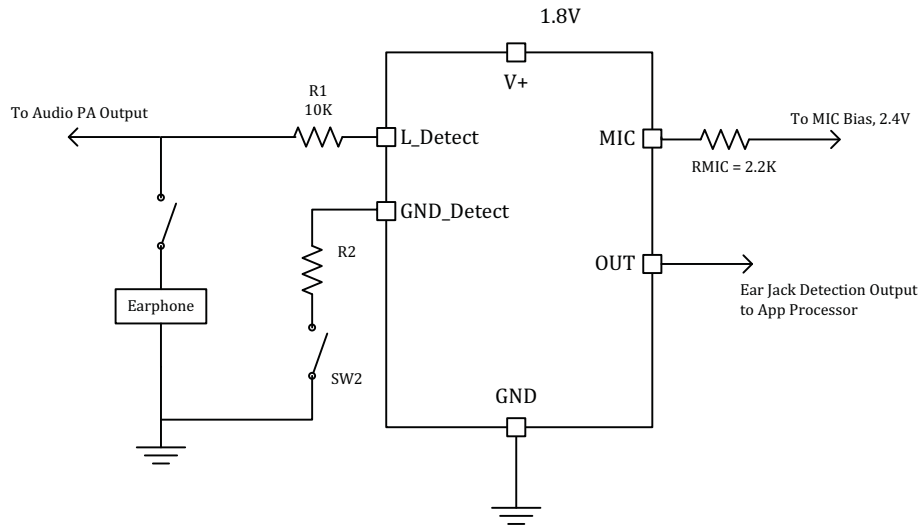 1.8V
V+
R1
10K
To Audio PA Output
L_Detect
MIC
To MIC Bias, 2.4V
RMIC = 2.2K
GND_Detect
R2
OUT
Earphone
Ear Jack Detection Output
to App Processor
SW2
GND